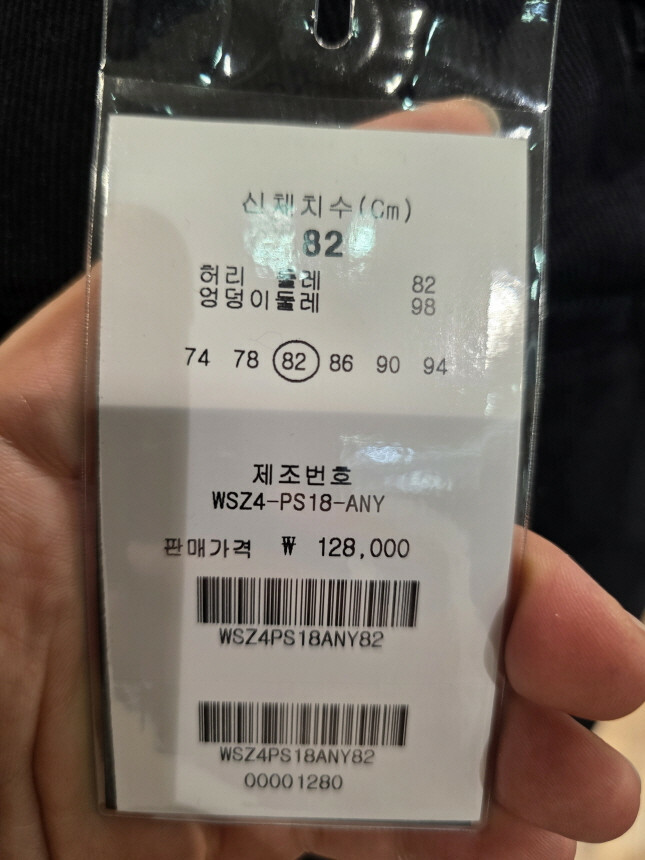 신체치수(Cm)
82
허리 둘레 82
엉덩이둘레 98
74 78 82 86 90 94
제조번호
WSZ4-PS18-ANY
판매가격 ₩ 128,000
WSZ4PS18ANY82
WSZ4PS18ANY82
00001280